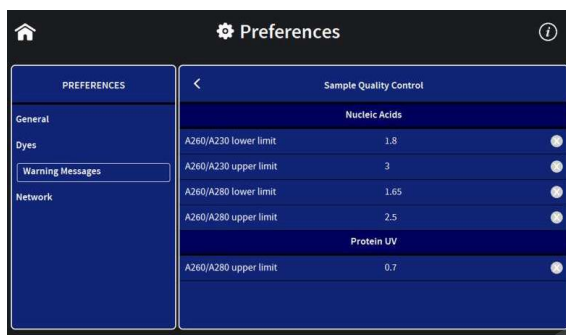 Preferences
PREFERENCES
General
Dyes
Warning Messages
Network
Sample Quality Control
Nucleic Acids
A260/A230 lower limit 1.8
A260/A230 upper limit 3
A260/A280 lower limit 1.65
A260/A280 upper limit 2.5
Protein UV
A260/A280 upper limit 0.7